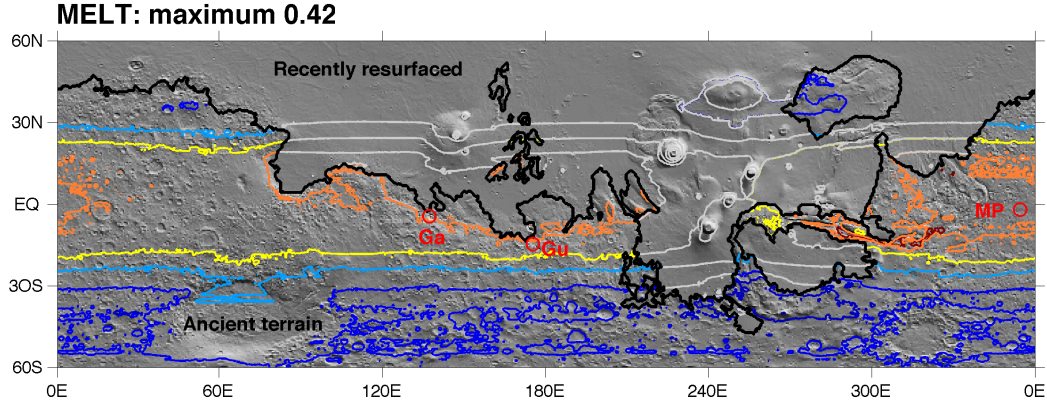 MELT: maximum 0.42
60N
Recently resurfaced
30N
EQ
MP
Ga
Gu
30S
Ancient terrain
60S
0E 60E 120E 180E 240E 300E 0E